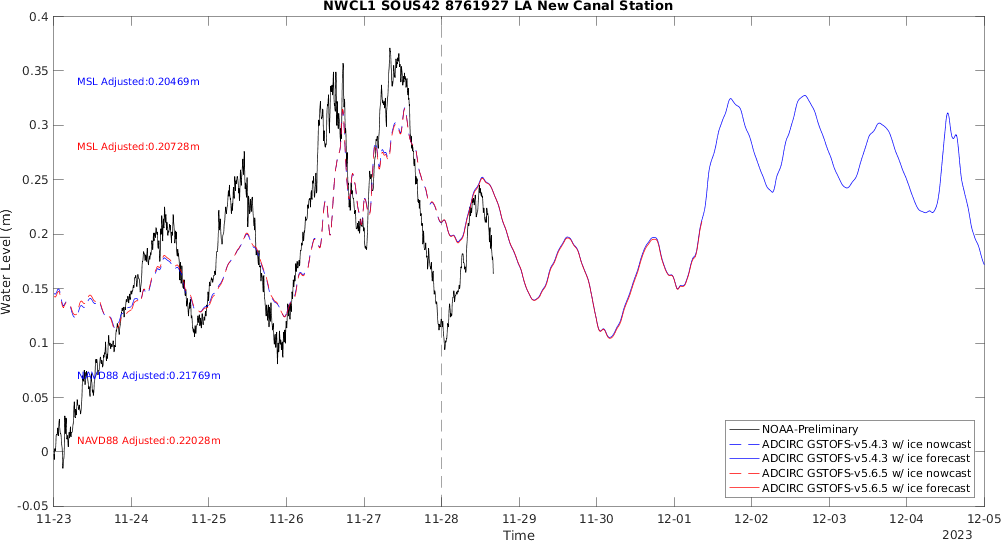 NWCL1 SOUS42 8761927 LA New Canal Station
0.4
0.35
0.3
0.25
0.2
0.15
0.1
0.05
0
-0.05
Water Level (m)
MSL Adjusted:0.20469m
MSL Adjusted:0.20728m
NAVD88 Adjusted:0.21769m
NAVD88 Adjusted:0.22028m
NOAA-Preliminary
ADCIRC GSTOFS-v5.4.3 w/ ice nowcast
ADCIRC GSTOFS-v5.4.3 w/ ice forecast
ADCIRC GSTOFS-v5.6.5 w/ ice nowcast
ADCIRC GSTOFS-v5.6.5 w/ ice forecast
11-23 11-24 11-25 11-26 11-27 11-28 11-29 11-30 12-01 12-02 12-03 12-04 12-05
Time
2023